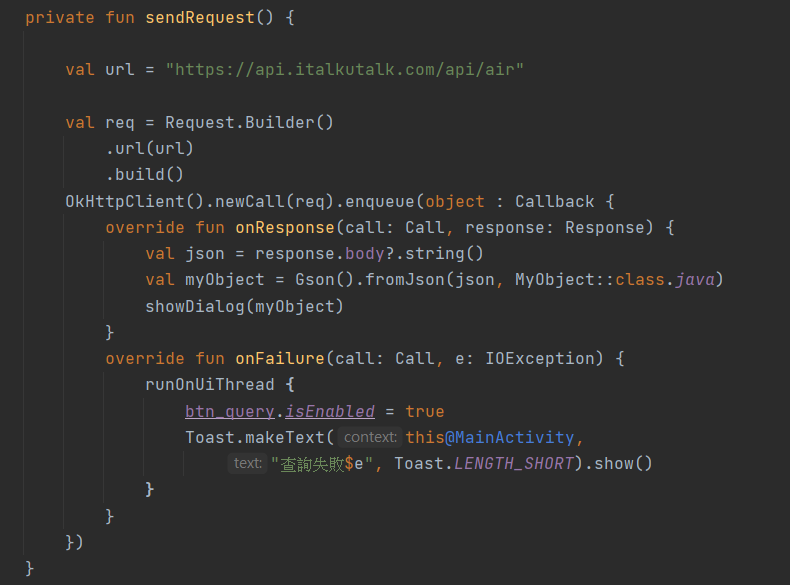 private fun sendRequest() {
val url = "https://api.italkutalk.com/api/air"
val req = Request.Builder()
.url(url)
.build()
OkHttpClient().newCall(req).enqueue(object : Callback {
override fun onResponse(call: Call, response: Response) {
val json = response.body?.string()
val myObject = Gson().fromJson(json, MyObject::class.java)
showDialog(myObject)
}
override fun onFailure(call: Call, e: IOException) {
runOnUiThread {
btn_query.isEnabled = true
Toast.makeText( context: this@MainActivity,
text: "查詢失敗$e", Toast.LENGTH_SHORT).show()
}
}
})
}